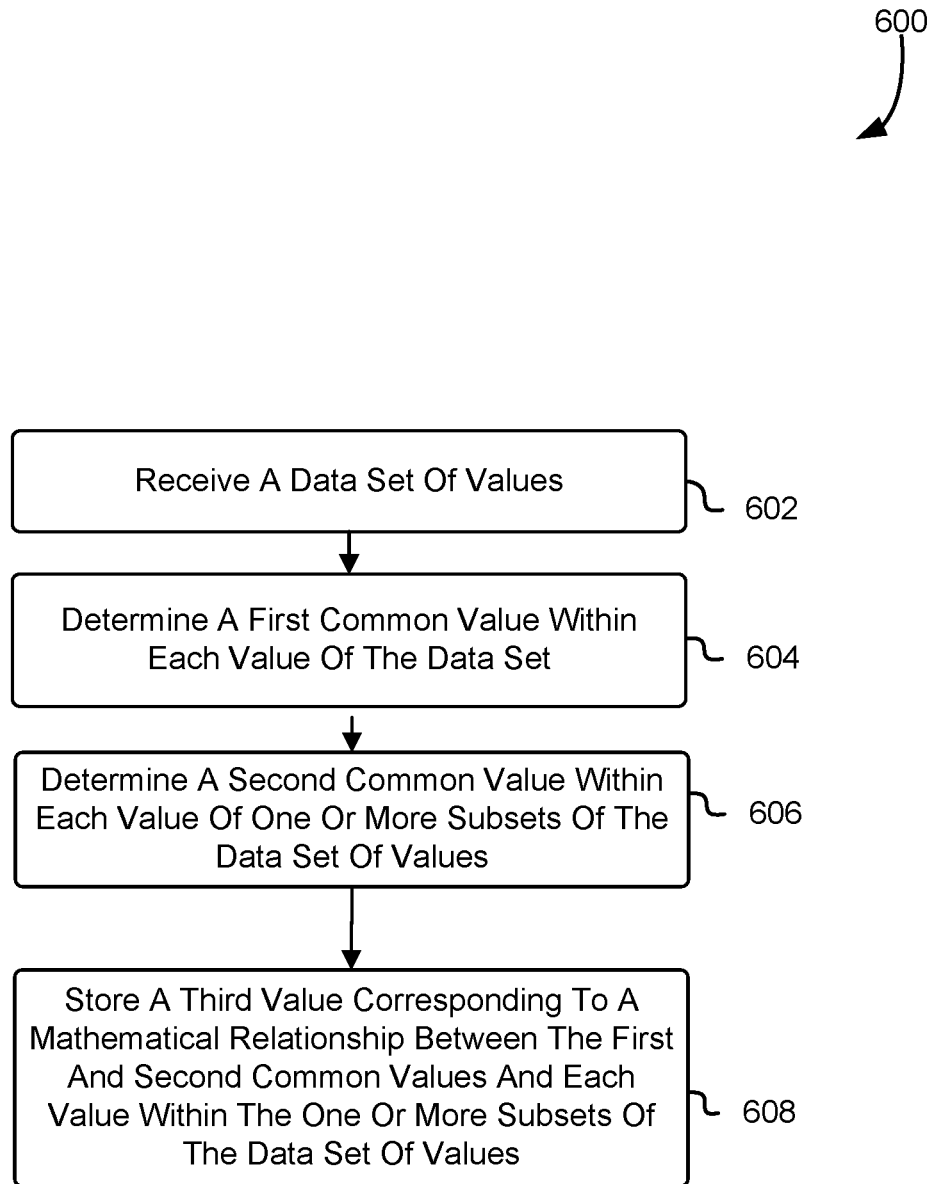 600
Receive A Data Set Of Values
602
Determine A First Common Value Within
Each Value Of The Data Set
604
Determine A Second Common Value Within
Each Value Of One Or More Subsets Of The
Data Set Of Values
606
Store A Third Value Corresponding To A
Mathematical Relationship Between The First
And Second Common Values And Each
Value Within The One Or More Subsets Of
The Data Set Of Values
608